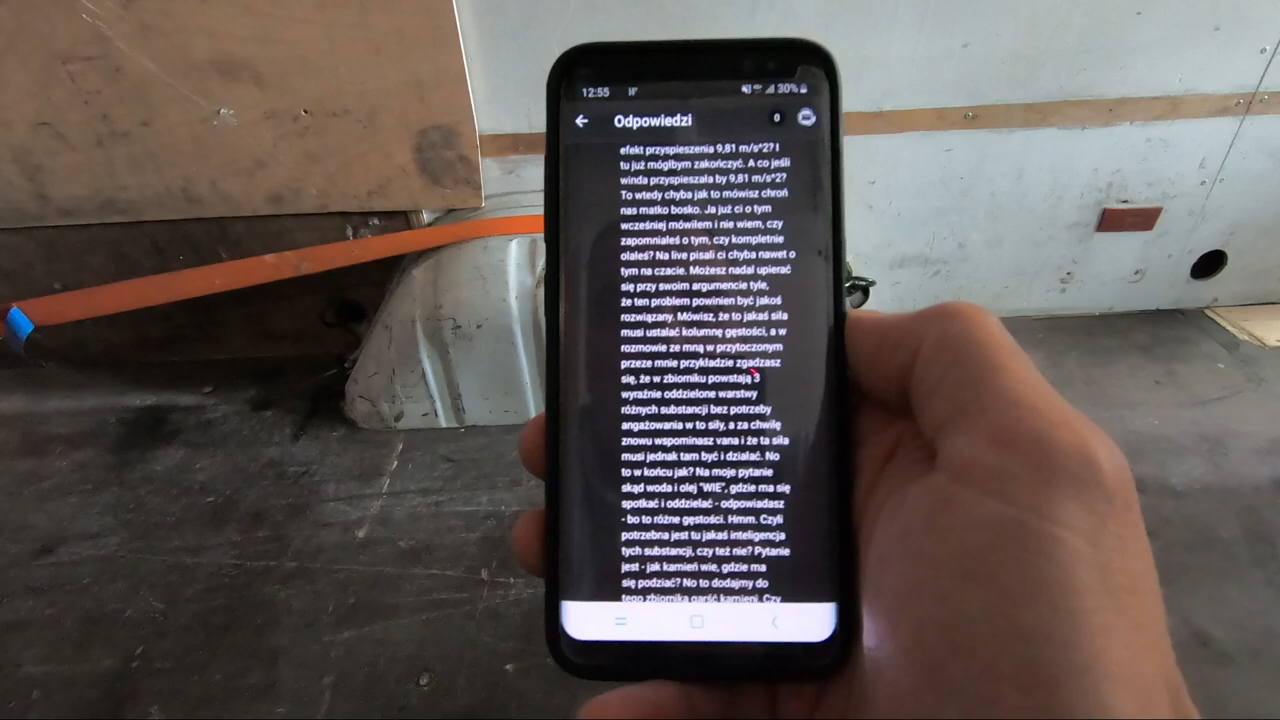 12:55
30%
Odpowiedzi
0
efekt przyspieszenia 9,81 m/s^2? I
tu już mógłbym zakończyć. A co jeśli
winda przyspieszała by 9,81 m/s^2?
To wtedy chyba jak to mówisz chroń
nas matko bosko. Ja już ci o tym
wcześniej mówiłem i nie wiem, czy
zapomniałeś o tym, czy kompletnie
olałeś? Na live pisali ci chyba nawet o
tym na czacie. Możesz nadal upierać
się przy swoim argumencie tyle,
że ten problem powinien być jakoś
rozwiązany. Mówisz, że to jakaś siła
musi ustalać kolumnę gęstości, a w
rozmowie ze mną w przytoczonym
przeze mnie przykładzie zgadzasz
się, że w zbiorniku powstają 3
wyraźnie oddzielone warstwy
różnych substancji bez potrzeby
angażowania w to siły, a za chwilę
znowu wspominasz vana i że ta siła
musi jednak tam być i działać. No
to w końcu jak? Na moje pytanie
skąd woda i olej "WIE", gdzie ma się
spotkać i oddzielać - odpowiadasz
- bo to różne gęstości. Hmm. Czyli
potrzebna jest tu jakaś inteligencja
tych substancji, czy też nie? Pytanie
jest - jak kamień wie, gdzie ma
się podziać? No to dodajmy do
tego zbiornika garść kamieni. Czy